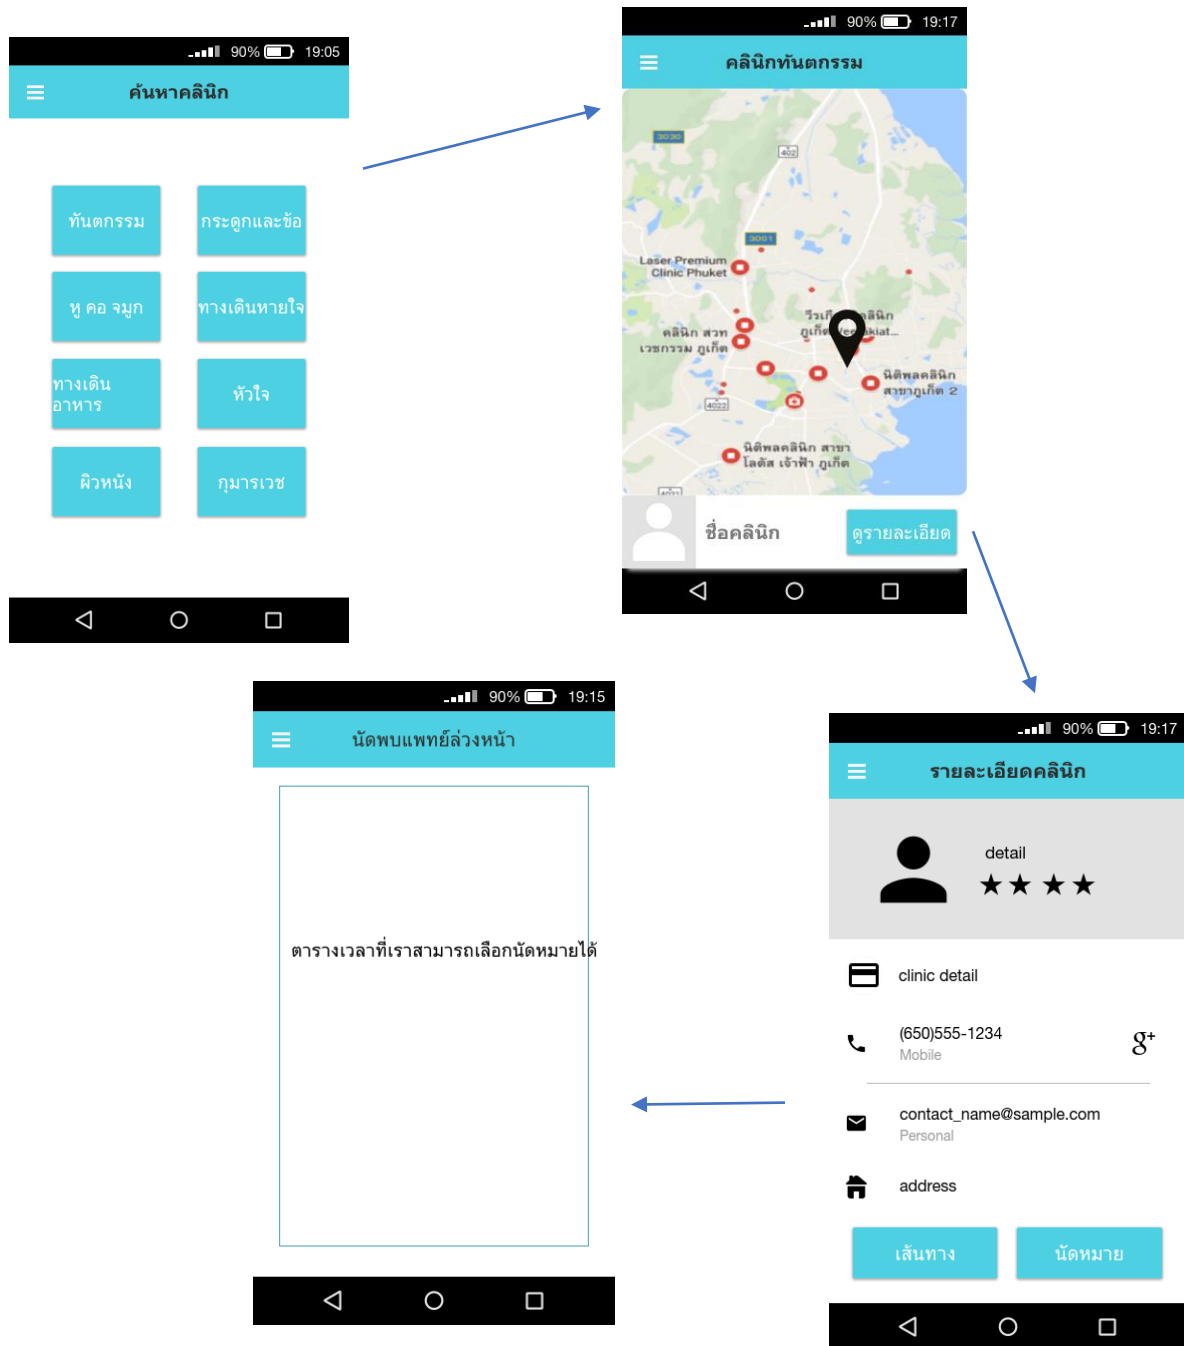 90% 19:05
ค้นหาคลินิก
ทันตกรรม
กระดูกและข้อ
หู คอ จมูก
ทางเดินหายใจ
ทางเดิน
อาหาร
หัวใจ
ผิวหนัง
กุมารเวช
90% 19:17
คลินิกทันตกรรม
3030
402
3001
Laser Premium
Clinic Phuket
คลินิก สวท
เวชกรรม ภูเก็ต
นิติพลคลินิก
สาขาภูเก็ต 2
4022
นิติพลคลินิก สาขา
โลตัส เจ้าฟ้า ภูเก็ต
ชื่อคลินิก
ดูรายละเอียด
90% 19:17
รายละเอียดคลินิก
detail
clinic detail
(650)555-1234
Mobile
g+
contact_name@sample.com
Personal
address
เส้นทาง
นัดหมาย
90% 19:15
นัดพบแพทย์ล่วงหน้า
ตารางเวลาที่เราสามารถเลือกนัดหมายได้